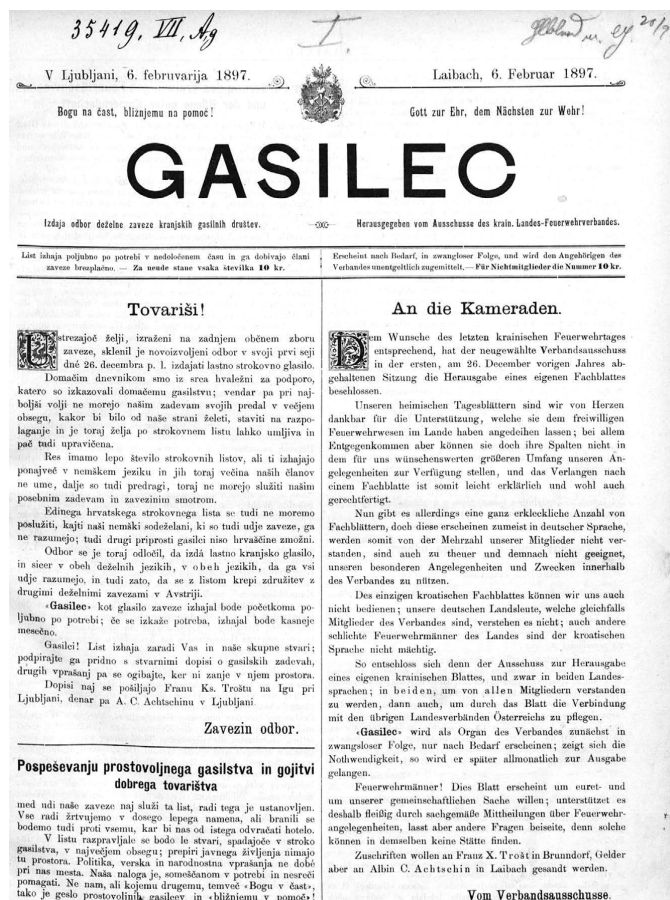 35419, VII, Ag
I.
V Ljubljani, 6. februvarija 1897.
Laibach, 6. Februar 1897.
Bogu na čast, bližnjemu na pomoč!
Gott zur Ehr, dem Nächsten zur Wehr!
GASILEC
Izdaja odbor deželne zaveze kranjskih gasilnih društev.
Herausgegeben vom Ausschusse des krain. Landes-Feuerwehrverbandes.
List izhaja poljubno po potrebi v nedoločenem času in ga dobivajo člani
zaveze brezplačno. — Za neude stane vsaka številka 10 kr.
Erscheint nach Bedarf, in zwangloser Folge, und wird den Angehörigen des
Verbandes unentgeltlich zugemittelt. — Für Nichtmitglieder die Nummer 10 kr.
Tovariši!
Ustrezajoč želji, izraženi na zadnjem občnem zboru
zaveze, sklenil je novoizvoljeni odbor v svoji prvi seji
dné 26. decembra p. l. izdajati lastno strokovno glasilo.
Domačim dnevnikom smo iz srca hvaležni za podporo,
katero so izkazovali domačemu gasilstvu; vendar pa pri naj-
boljši volji ne morejo našim zadevam svojih predal v večjem
obsegu, kakor bi bilo od naše strani želeti, staviti na razpo-
laganje in je toraj želja po strokovnem listu lahko umljiva in
pač tudi upravičena.
Res imamo lepo število strokovnih listov, ali ti izhajajo
ponajveč v nemškem jeziku in jih toraj večina naših članov
ne ume, dalje so tudi predragi, toraj ne morejo služiti našim
posebnim zadevam in zavezinim smotrom.
Edinega hrvatskega strokovnega lista se tudi ne moremo
poslužiti, kajti naši nemški sodeželani, ki so tudi udje zaveze, ga
ne razumejo; tudi drugi priprosti gasilci niso hrvaščine zmožni.
Odbor se je toraj odločil, da izdá lastno kranjsko glasilo,
in sicer v obeh deželnih jezikih, v obeh jezikih, da ga vsi
udje razumejo, in tudi zato, da se z listom krepi združitev z
drugimi deželnimi zavezami v Avstriji.
«Gasilec» kot glasilo zaveze izhajal bode početkoma po-
ljubno po potrebi; če se izkaže potreba, izhajal bode kasneje
mesečno.
Gasilci! List izhaja zaradi Vas in naše skupne stvari;
podpirajte ga pridno s stvarnimi dopisi o gasilskih zadevah,
drugih vprašanj pa se ogibajte, ker ni zanje v njem prostora.
Dopisi naj se pošiljajo Franu Ks. Troštu na Igu pri
Ljubljani, denar pa A. C. Achtschinu v Ljubljani.
Zavezin odbor.
Pospeševanju prostovoljnega gasilstva in gojitvi
dobrega tovarištva
med udi naše zaveze naj služi ta list, radi tega je ustanovljen.
Vse radi žrtvujemo v dosego lepega namena, ali branili se
bodemo tudi proti vsemu, kar bi nas od istega odvračati hotelo.
V listu razpravljale se bodo le stvari, spadajoče v stroko
gasilstva, v največjem obsegu; prepiri javnega življenja nimajo
tu prostora. Politika, verska in narodnostna vprašanja ne dobé
pri nas mesta. Naša naloga je, someščanom v potrebi in nesreči
pomagati. Ne nam, ali kojemu drugemu, temveč «Bogu v čast»,
tako je geslo prostovoljnih gasilcev in «bližnjemu v pomoč»!
An die Kameraden.
Dem Wunsche des letzten krainischen Feuerwehrtages
entsprechend, hat der neugewählte Verbandsausschuss
in der ersten, am 26. December vorigen Jahres ab-
gehaltenen Sitzung die Herausgabe eines eigenen Fachblattes
beschlossen.
Unseren heimischen Tagesblättern sind wir von Herzen
dankbar für die Unterstützung, welche sie dem freiwilligen
Feuerwehrwesen im Lande haben angedeihen lassen; bei allem
Entgegenkommen aber können sie doch ihre Spalten nicht in
dem für uns wünschenswerten größeren Umfang unseren An-
gelegenheiten zur Verfügung stellen, und das Verlangen nach
einem Fachblatte ist somit leicht erklärlich und wohl auch
gerechtfertigt.
Nun gibt es allerdings eine ganz erkleckliche Anzahl von
Fachblättern, doch diese erscheinen zumeist in deutscher Sprache,
werden somit von der Mehrzahl unserer Mitglieder nicht ver-
standen, sind auch zu theuer und demnach nicht geeignet,
unseren besonderen Angelegenheiten und Zwecken innerhalb
des Verbandes zu nützen.
Des einzigen kroatischen Fachblattes können wir uns auch
nicht bedienen; unsere deutschen Landsleute, welche gleichfalls
Mitglieder des Verbandes sind, verstehen es nicht; auch andere
schlichte Feuerwehrmänner des Landes sind der kroatischen
Sprache nicht mächtig.
So entschloss sich denn der Ausschuss zur Herausgabe
eines eigenen krainischen Blattes, und zwar in beiden Landes-
sprachen; in beiden, um von allen Mitgliedern verstanden
zu werden, dann auch, um durch das Blatt die Verbindung
mit den übrigen Landesverbänden Österreichs zu pflegen.
«Gasilec» wird als Organ des Verbandes zunächst in
zwangsloser Folge, nur nach Bedarf erscheinen; zeigt sich die
Nothwendigkeit, so wird er später allmonatlich zur Ausgabe
gelangen.
Feuerwehrmänner! Dies Blatt erscheint um euret- und
um unserer gemeinschaftlichen Sache willen; unterstützet es
deshalb fleißig durch sachgemäße Mittheilungen über Feuerwehr-
angelegenheiten, lasst aber andere Fragen beiseite, denn solche
können in demselben keine Stätte finden.
Zuschriften wollen an Franz X. Trošt in Brunndorf, Gelder
aber an Albin C. Achtschin in Laibach gesandt werden.
Vom Verbandsausschusse.